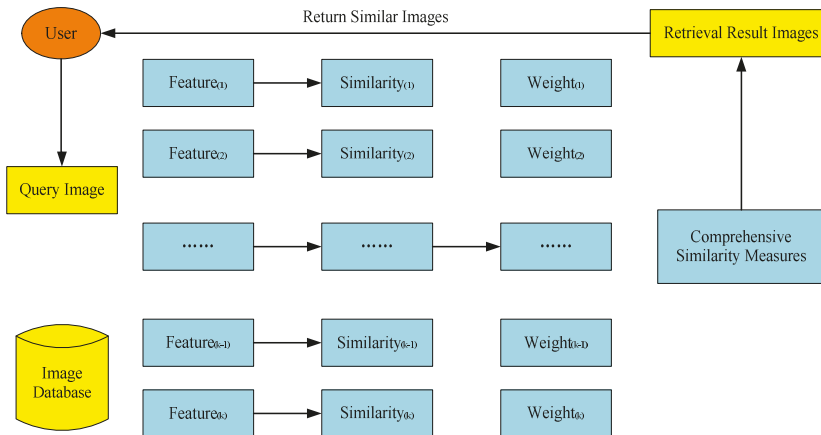 Return Similar Images
User
Retrieval Result Images
Feature(1)
Similarity(1)
Weight(1)
Feature(2)
Similarity(2)
Weight(2)
Query Image
……
……
……
Comprehensive
Similarity Measures
Feature(k-1)
Similarity(k-1)
Weight(k-1)
Image
Database
Feature(k)
Similarity(k)
Weight(k)